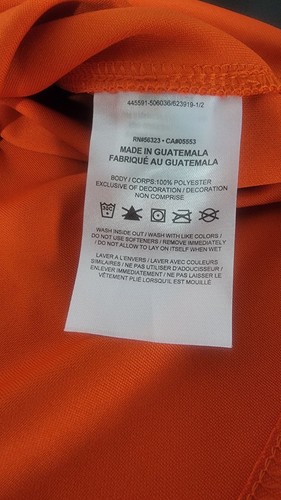 445591-506036/623919-1/2
RN#56323 • CA#05553
MADE IN GUATEMALA
FABRIQUÉ AU GUATEMALA
BODY / CORPS:100% POLYESTER
EXCLUSIVE OF DECORATION / DECORATION
NON COMPRISE
WASH INSIDE OUT / WASH WITH LIKE COLORS /
DO NOT USE SOFTENERS / REMOVE IMMEDIATELY
/ DO NOT ALLOW TO LAY ON ITSELF WHEN WET
LAVER A L'ENVERS / LAVER AVEC COULEURS
SIMILAIRES / NE PAS UTILISER D'ADOUCISSEUR /
ENLEVER IMMEDIATEMENT / NE PAS LAISSER LE
VÊTEMENT PLIÉ LORSQU'IL EST MOUILLÉ